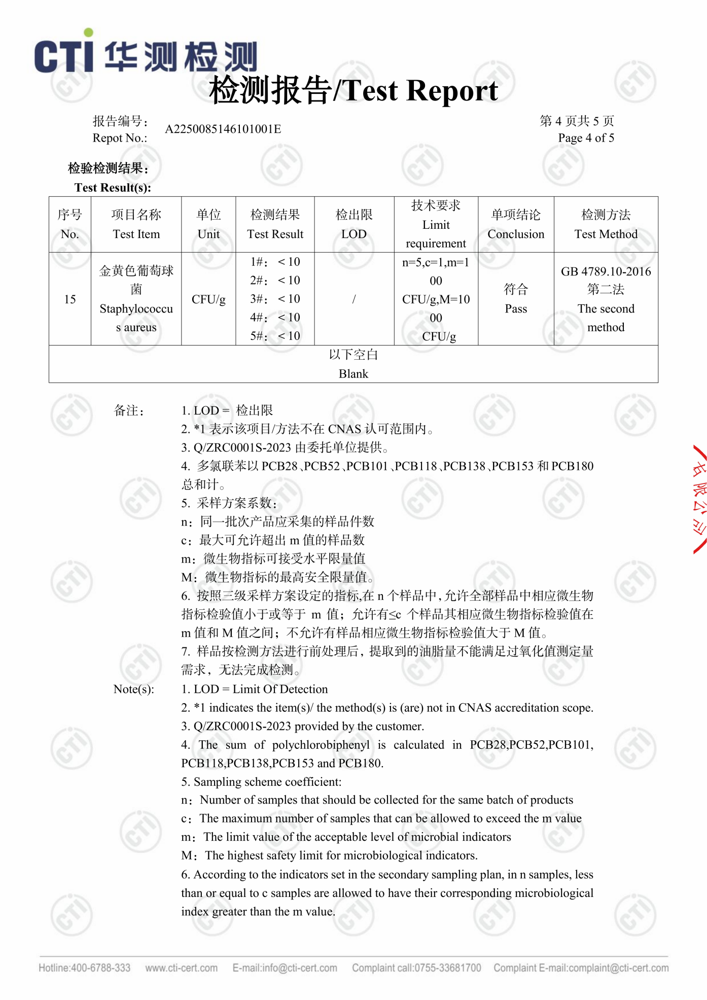 CTI 华测检测
检测报告/Test Report
报告编号：
Repot No.:
A2250085146101001E
第 4 页共 5 页
Page 4 of 5
检验检测结果：
Test Result(s):
序号
No.
项目名称
Test Item
单位
Unit
检测结果
Test Result
检出限
LOD
技术要求
Limit
requirement
单项结论
Conclusion
检测方法
Test Method
15
金黄色葡萄球
菌
Staphylococcu
s aureus
CFU/g
1#：＜10
2#：＜10
3#：＜10
4#：＜10
5#：＜10
/
n=5,c=1,m=1
00
CFU/g,M=10
00
CFU/g
符合
Pass
GB 4789.10-2016
第二法
The second
method
以下空白
Blank
备注：
1. LOD = 检出限
2. *1 表示该项目/方法不在 CNAS 认可范围内。
3. Q/ZRC0001S-2023 由委托单位提供。
4. 多氯联苯以 PCB28、PCB52、PCB101、PCB118、PCB138、PCB153 和 PCB180
总和计。
5. 采样方案系数：
n：同一批次产品应采集的样品件数
c：最大可允许超出 m 值的样品数
m：微生物指标可接受水平限量值
M：微生物指标的最高安全限量值。
6. 按照三级采样方案设定的指标,在 n 个样品中,允许全部样品中相应微生物
指标检验值小于或等于 m 值；允许有≤c 个样品其相应微生物指标检验值在
m 值和 M 值之间；不允许有样品相应微生物指标检验值大于 M 值。
7. 样品按检测方法进行前处理后，提取到的油脂量不能满足过氧化值测定量
需求，无法完成检测。
Note(s):
1. LOD = Limit Of Detection
2. *1 indicates the item(s)/ the method(s) is (are) not in CNAS accreditation scope.
3. Q/ZRC0001S-2023 provided by the customer.
4. The sum of polychlorobiphenyl is calculated in PCB28,PCB52,PCB101,
PCB118,PCB138,PCB153 and PCB180.
5. Sampling scheme coefficient:
n：Number of samples that should be collected for the same batch of products
c：The maximum number of samples that can be allowed to exceed the m value
m：The limit value of the acceptable level of microbial indicators
M：The highest safety limit for microbiological indicators.
6. According to the indicators set in the secondary sampling plan, in n samples, less
than or equal to c samples are allowed to have their corresponding microbiological
index greater than the m value.
有限公司
Hotline:400-6788-333 www.cti-cert.com E-mail:info@cti-cert.com Complaint call:0755-33681700 Complaint E-mail:complaint@cti-cert.com